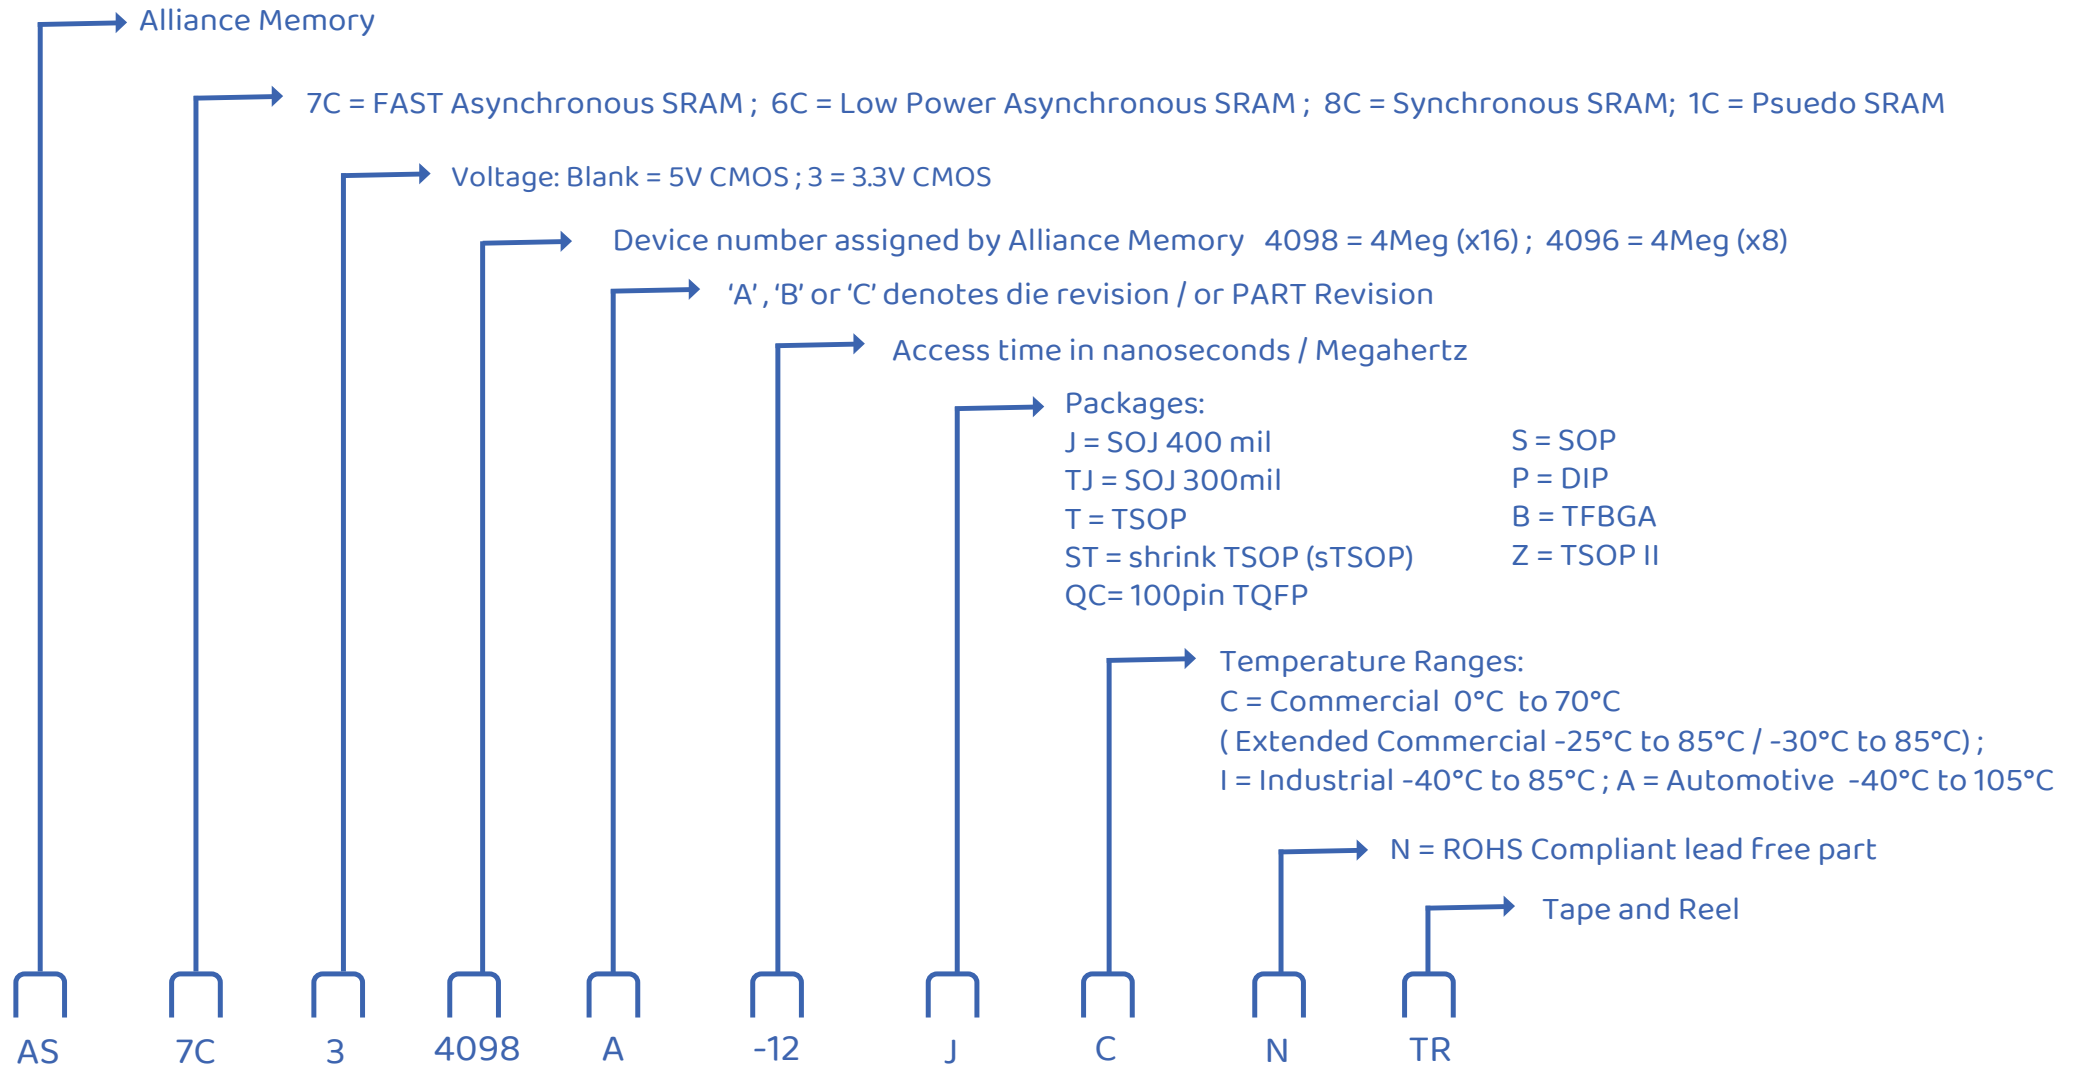 Alliance Memory
7C = FAST Asynchronous SRAM ; 6C = Low Power Asynchronous SRAM ; 8C = Synchronous SRAM; 1C = Psuedo SRAM
Voltage: Blank = 5V CMOS ; 3 = 3.3V CMOS
Device number assigned by Alliance Memory 4098 = 4Meg (x16) ; 4096 = 4Meg (x8)
‘A’ , ‘B’ or ‘C’ denotes die revision / or PART Revision
Access time in nanoseconds / Megahertz
Packages:
J = SOJ 400 mil
TJ = SOJ 300mil
T = TSOP
ST = shrink TSOP (sTSOP)
QC= 100pin TQFP
S = SOP
P = DIP
B = TFBGA
Z = TSOP II
Temperature Ranges:
C = Commercial 0°C to 70°C
( Extended Commercial -25°C to 85°C / -30°C to 85°C) ;
I = Industrial -40°C to 85°C ; A = Automotive -40°C to 105°C
N = ROHS Compliant lead free part
Tape and Reel
AS 7C 3 4098 A -12 J C N TR